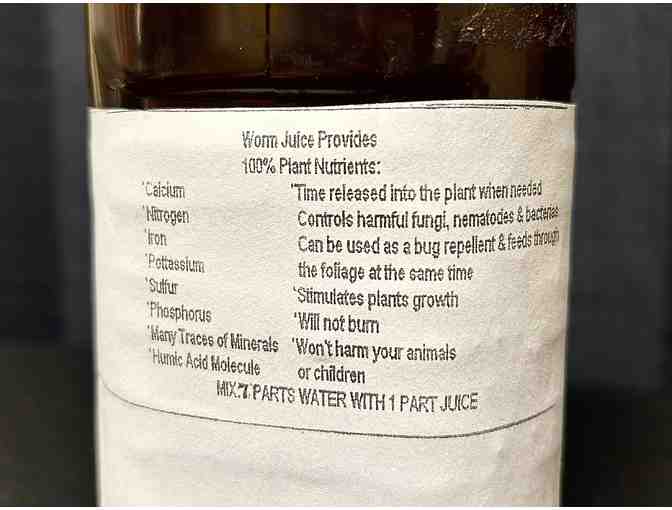 Worm Juice Provides
100% Plant Nutrients:
'Calcium
'Nitrogen
'Iron
'Pottassium
'Sulfur
'Phosphorus
'Many Traces of Minerals
'Humic Acid Molecule
'Time released into the plant when needed
Controls harmful fungi, nematodes & bacterias
Can be used as a bug repellent & feeds through
the foliage at the same time
'Stimulates plants growth
'Will not burn
'Won't harm your animals
or children
MIX:7 PARTS WATER WITH 1 PART JUICE